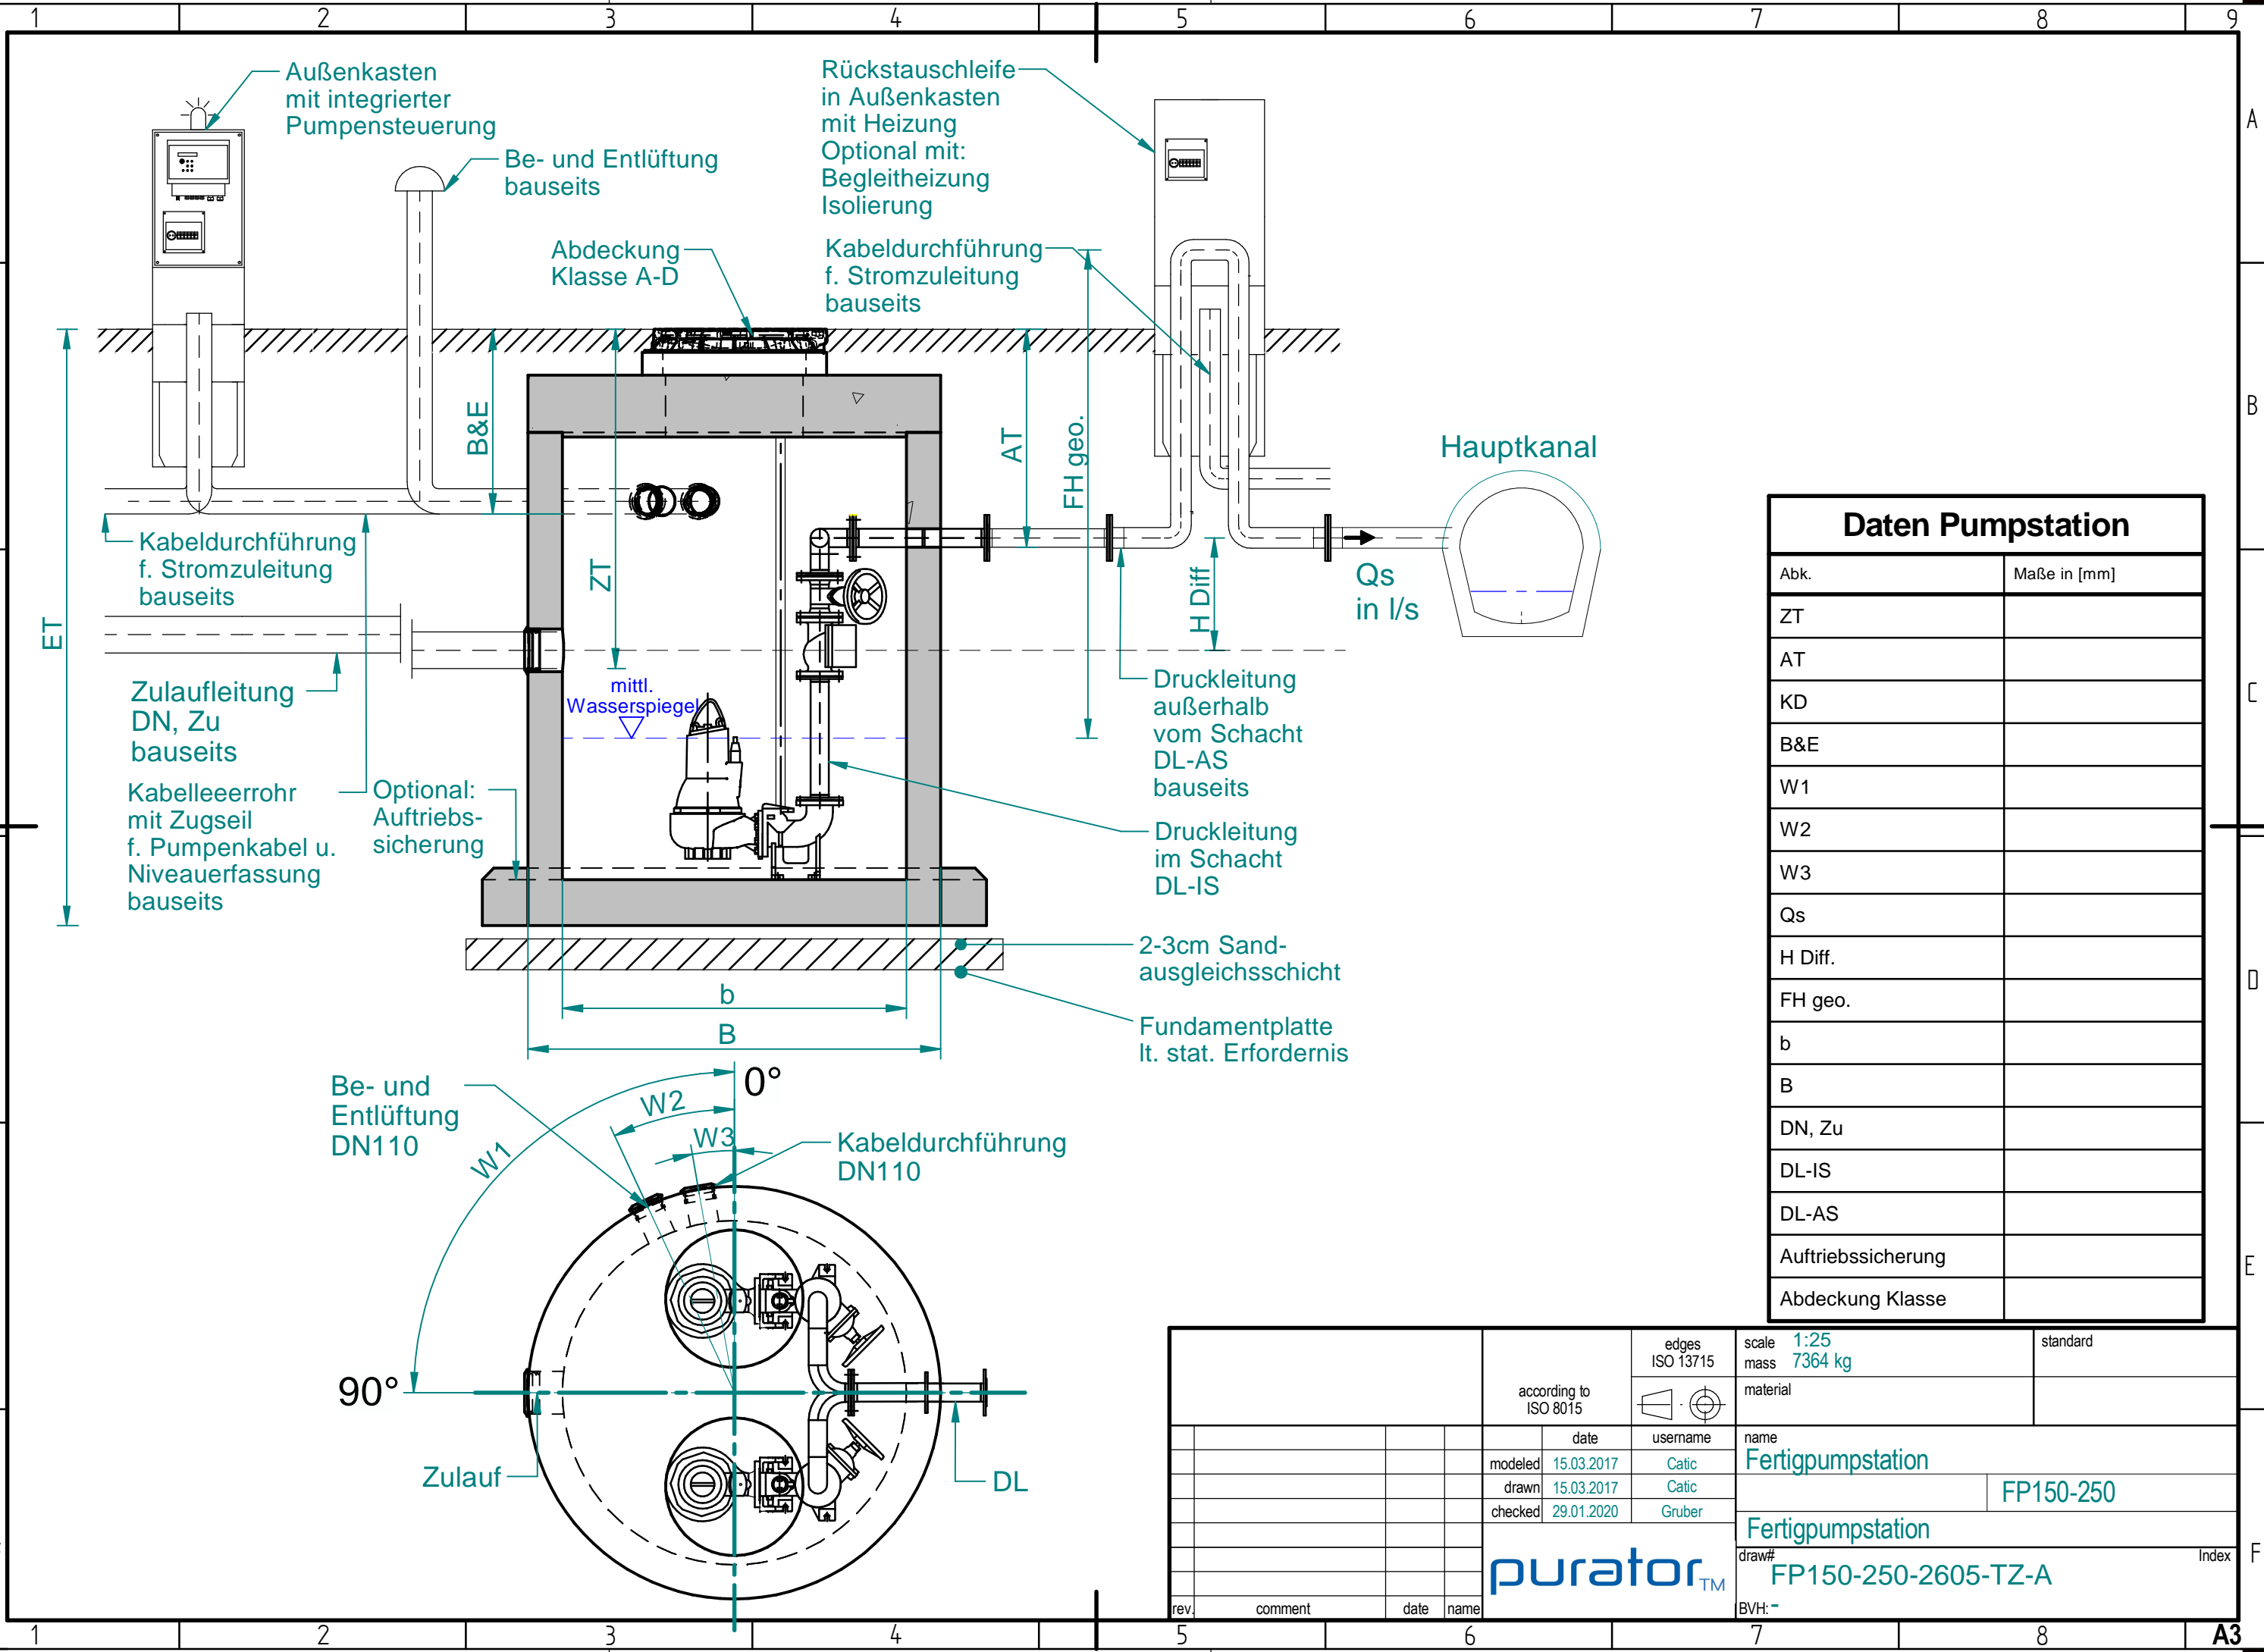 1 2 3 4 5 6 7 8 9
Außenkasten
mit integrierter
Pumpensteuerung
Be- und Entlüftung
bauseits
Abdeckung
Klasse A-D
Rückstauschleife
in Außenkasten
mit Heizung
Optional mit:
Begleitheizung
Isolierung
Kabeldurchführung
f. Stromzuleitung
bauseits
A
B
C
D
E
F
ET
B&E
ZT
AT
FH geo.
H Diff
Hauptkanal
Qs
in l/s
Kabeldurchführung
f. Stromzuleitung
bauseits
Zulaufleitung
DN, Zu
bauseits
Kabelleeerrohr
mit Zugseil
f. Pumpenkabel u.
Niveauerfassung
bauseits
Optional:
Auftriebs-
sicherung
mittl.
Wasserspiegel
Druckleitung
außerhalb
vom Schacht
DL-AS
bauseits
Druckleitung
im Schacht
DL-IS
2-3cm Sand-
ausgleichsschicht
Fundamentplatte
lt. stat. Erfordernis
b
B
Be- und
Entlüftung
DN110
W1
W2
W3
0°
90°
Kabeldurchführung
DN110
Zulauf
DL
Daten Pumpstation
Abk. Maße in [mm]
ZT
AT
KD
B&E
W1
W2
W3
Qs
H Diff.
FH geo.
b
B
DN, Zu
DL-IS
DL-AS
Auftriebssicherung
Abdeckung Klasse
according to
ISO 8015
edges
ISO 13715
scale 1:25
mass 7364 kg
standard
material
date username
modeled 15.03.2017 Catic
drawn 15.03.2017 Catic
checked 29.01.2020 Gruber
name
Fertigpumpstation
FP150-250
Fertigpumpstation
draw#
FP150-250-2605-TZ-A
Index
BVH: -
purator TM
rev. comment date name
1 2 3 4 5 6 7 8 A3